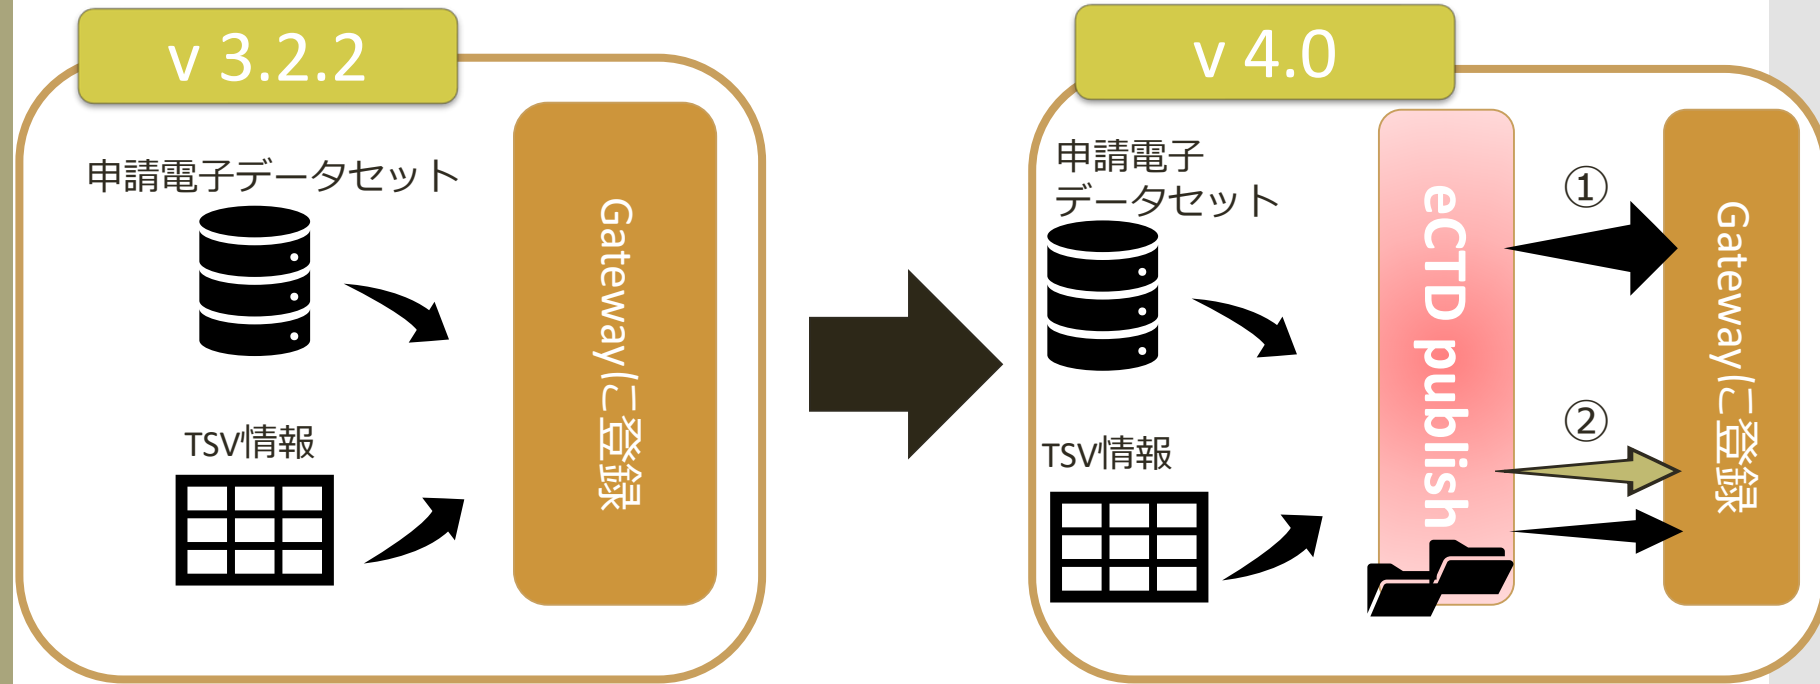 v 3.2.2
申請電子データセット
TSV情報
Gatewayに登録
v 4.0
申請電子
データセット
TSV情報
eCTD publish
①
②
Gatewayに登録